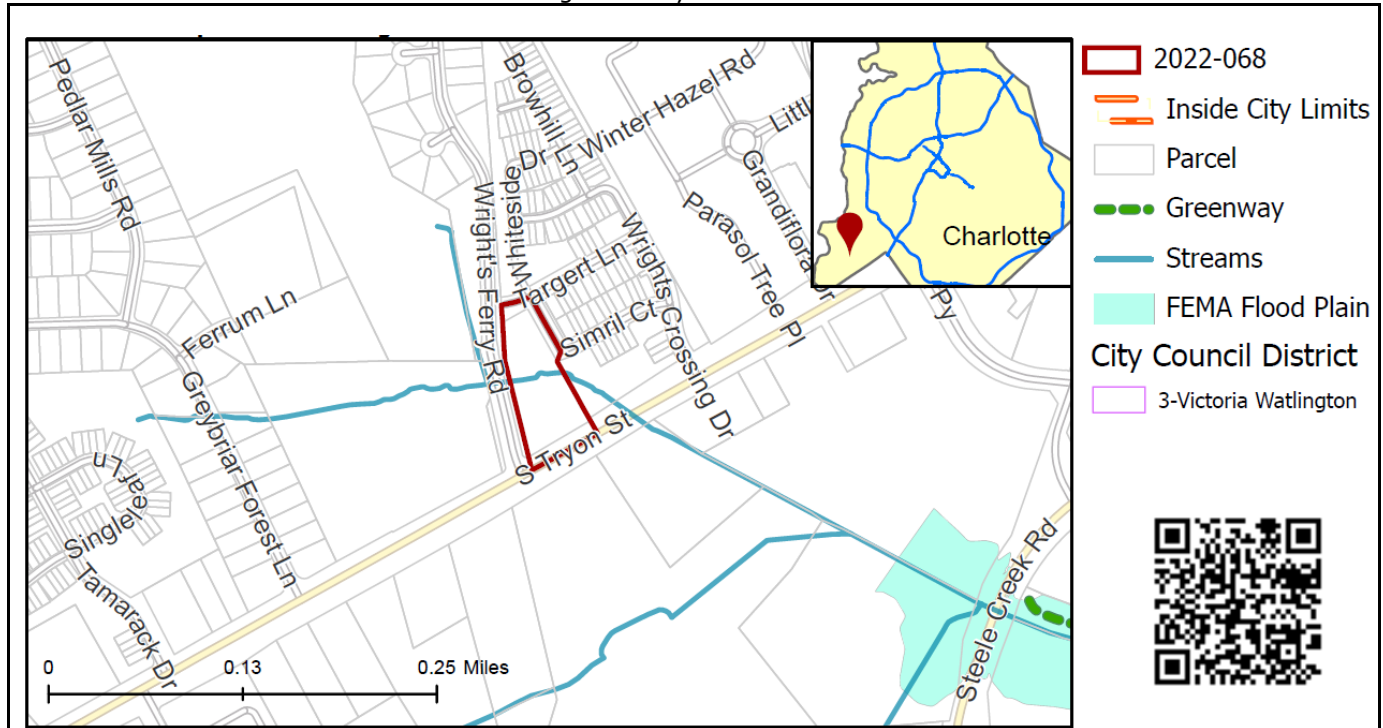 Pedlar Mills Rd
Browhill Ln
Winter Hazel Rd
Dr
Little
Whiteside
Wright's Ferry Rd
Grandiflora Dr
Parasol Tree Pl
Wrights Crossing Dr
Targert Ln
Simril Ct
Py
Ferrum Ln
Greybriar Forest Ln
S Tryon St
Singleleaf Ln
Tamarack Dr
Steele Creek Rd
0 0.13 0.25 Miles
Charlotte
2022-068
Inside City Limits
Parcel
Greenway
Streams
FEMA Flood Plain
City Council District
3-Victoria Watlington